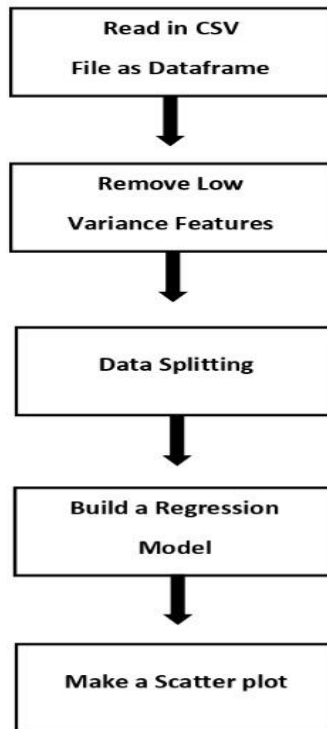 Read in CSV
File as Dataframe
Remove Low
Variance Features
Data Splitting
Build a Regression
Model
Make a Scatter plot